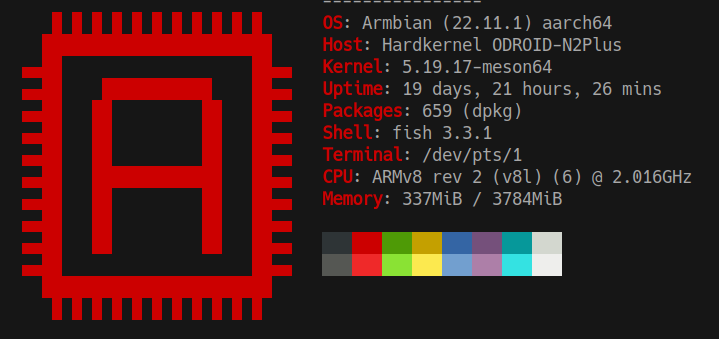 ---------------
OS: Armbian (22.11.1) aarch64
Host: Hardkernel ODROID-N2Plus
Kernel: 5.19.17-meson64
Uptime: 19 days, 21 hours, 26 mins
Packages: 659 (dpkg)
Shell: fish 3.3.1
Terminal: /dev/pts/1
CPU: ARMv8 rev 2 (v8l) (6) @ 2.016GHz
Memory: 337MiB / 3784MiB